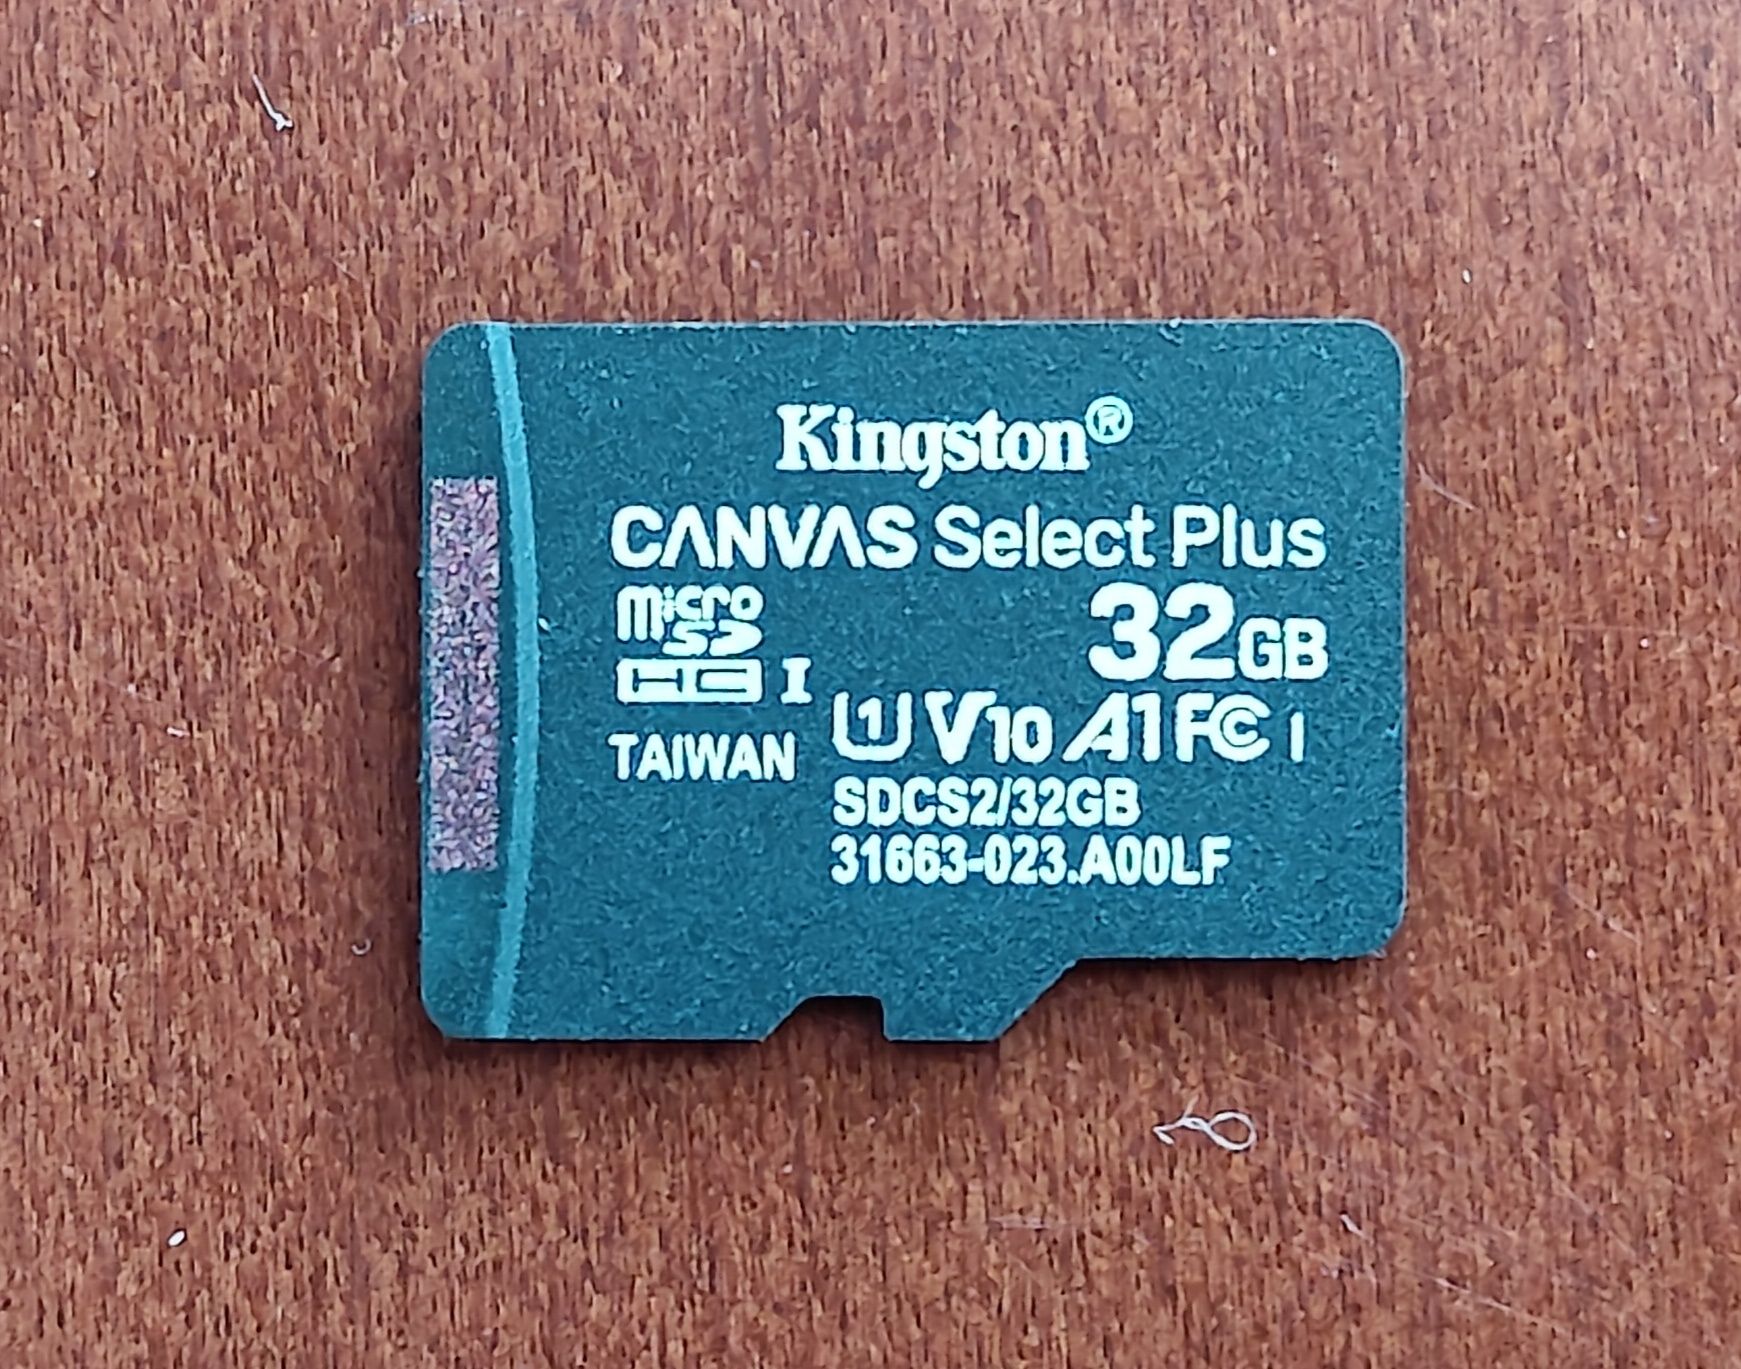 Kingston®
CANVAS Select Plus
micro SD HC I
32GB
TAIWAN
U1 V10 A1 FC I
SDCS2/32GB
31663-023.A00LF